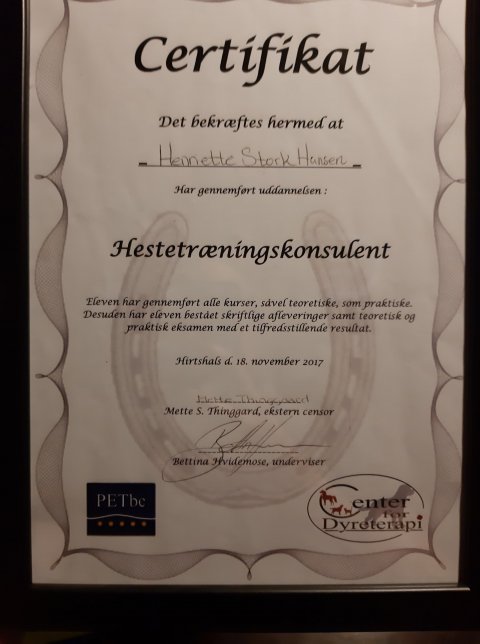 Certifikat
Det bekræftes hermed at
Hennette Stork Hansen
Har gennemført uddannelsen :
Hestetræningskonsulent
Eleven har gennemført alle kurser, såvel teoretiske, som praktiske.
Desuden har eleven bestået skriftlige afleveringer samt teoretisk og
praktisk eksamen med et tilfredsstillende resultat.
Hirtshals d. 18. november 2017
Mette Thinggaard
Mette S. Thinggard, ekstern censor
Bettina Hvidemose, underviser
PETbc
Center
for
Dyreterapi